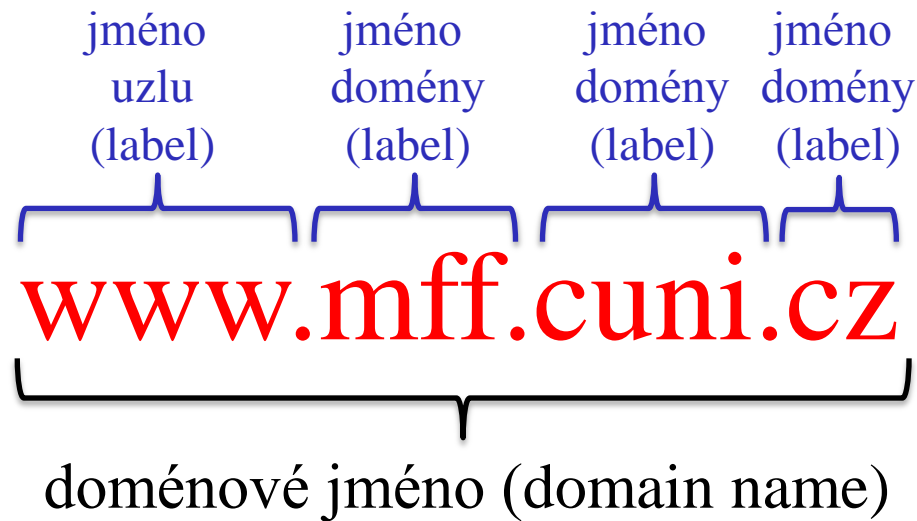 jméno
uzlu
(label)
jméno
domény
(label)
jméno
domény
(label)
jméno
domény
(label)
www.mff.cuni.cz
doménové jméno (domain name)